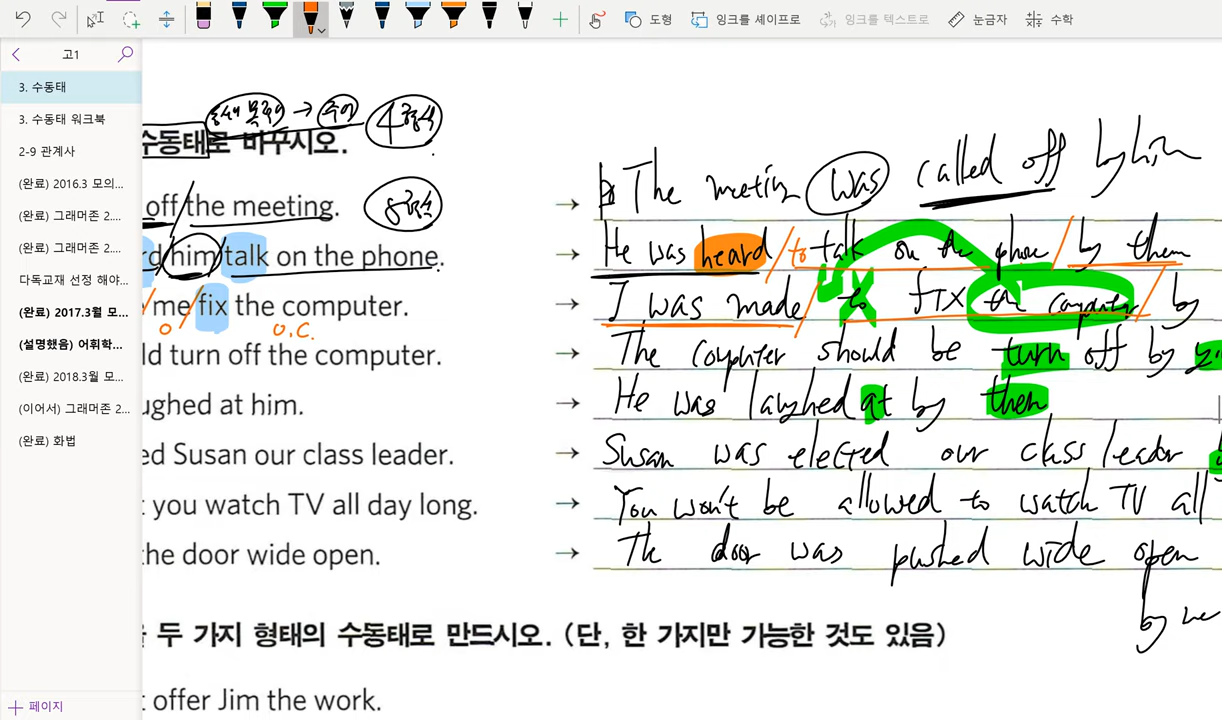 도형 잉크를 셰이프로 잉크를 텍스트로 눈금자 수학
고1
3. 수동태
3. 수동태 워크북
2-9 관계사
(완료) 2016.3 모의...
(완료) 그래머존 2....
(완료) 그래머존 2....
다독교재 선정 해야...
(완료) 2017.3월 모...
(설명했음) 어휘학...
(완료) 2018.3월 모...
(이어서) 그래머존 2...
(완료) 화법
페이지
→ 주어 4형식
수동태로 바꾸시오.
off the meeting. 5형식
→ The meeting was called off by him
him talk on the phone.
→ He was heard to talk on the phone by them
me fix the computer.
O O.C.
→ I was made to fix the computer by
ld turn off the computer.
→ The computer should be turn off by
ughed at him.
→ He was laughed at by them
ed Susan our class leader.
→ Susan was elected our class leader
t you watch TV all day long.
→ You won't be allowed to watch TV all
the door wide open.
→ The door was pushed wide open
by me
두 가지 형태의 수동태로 만드시오. (단, 한 가지만 가능한 것도 있음)
t offer Jim the work.